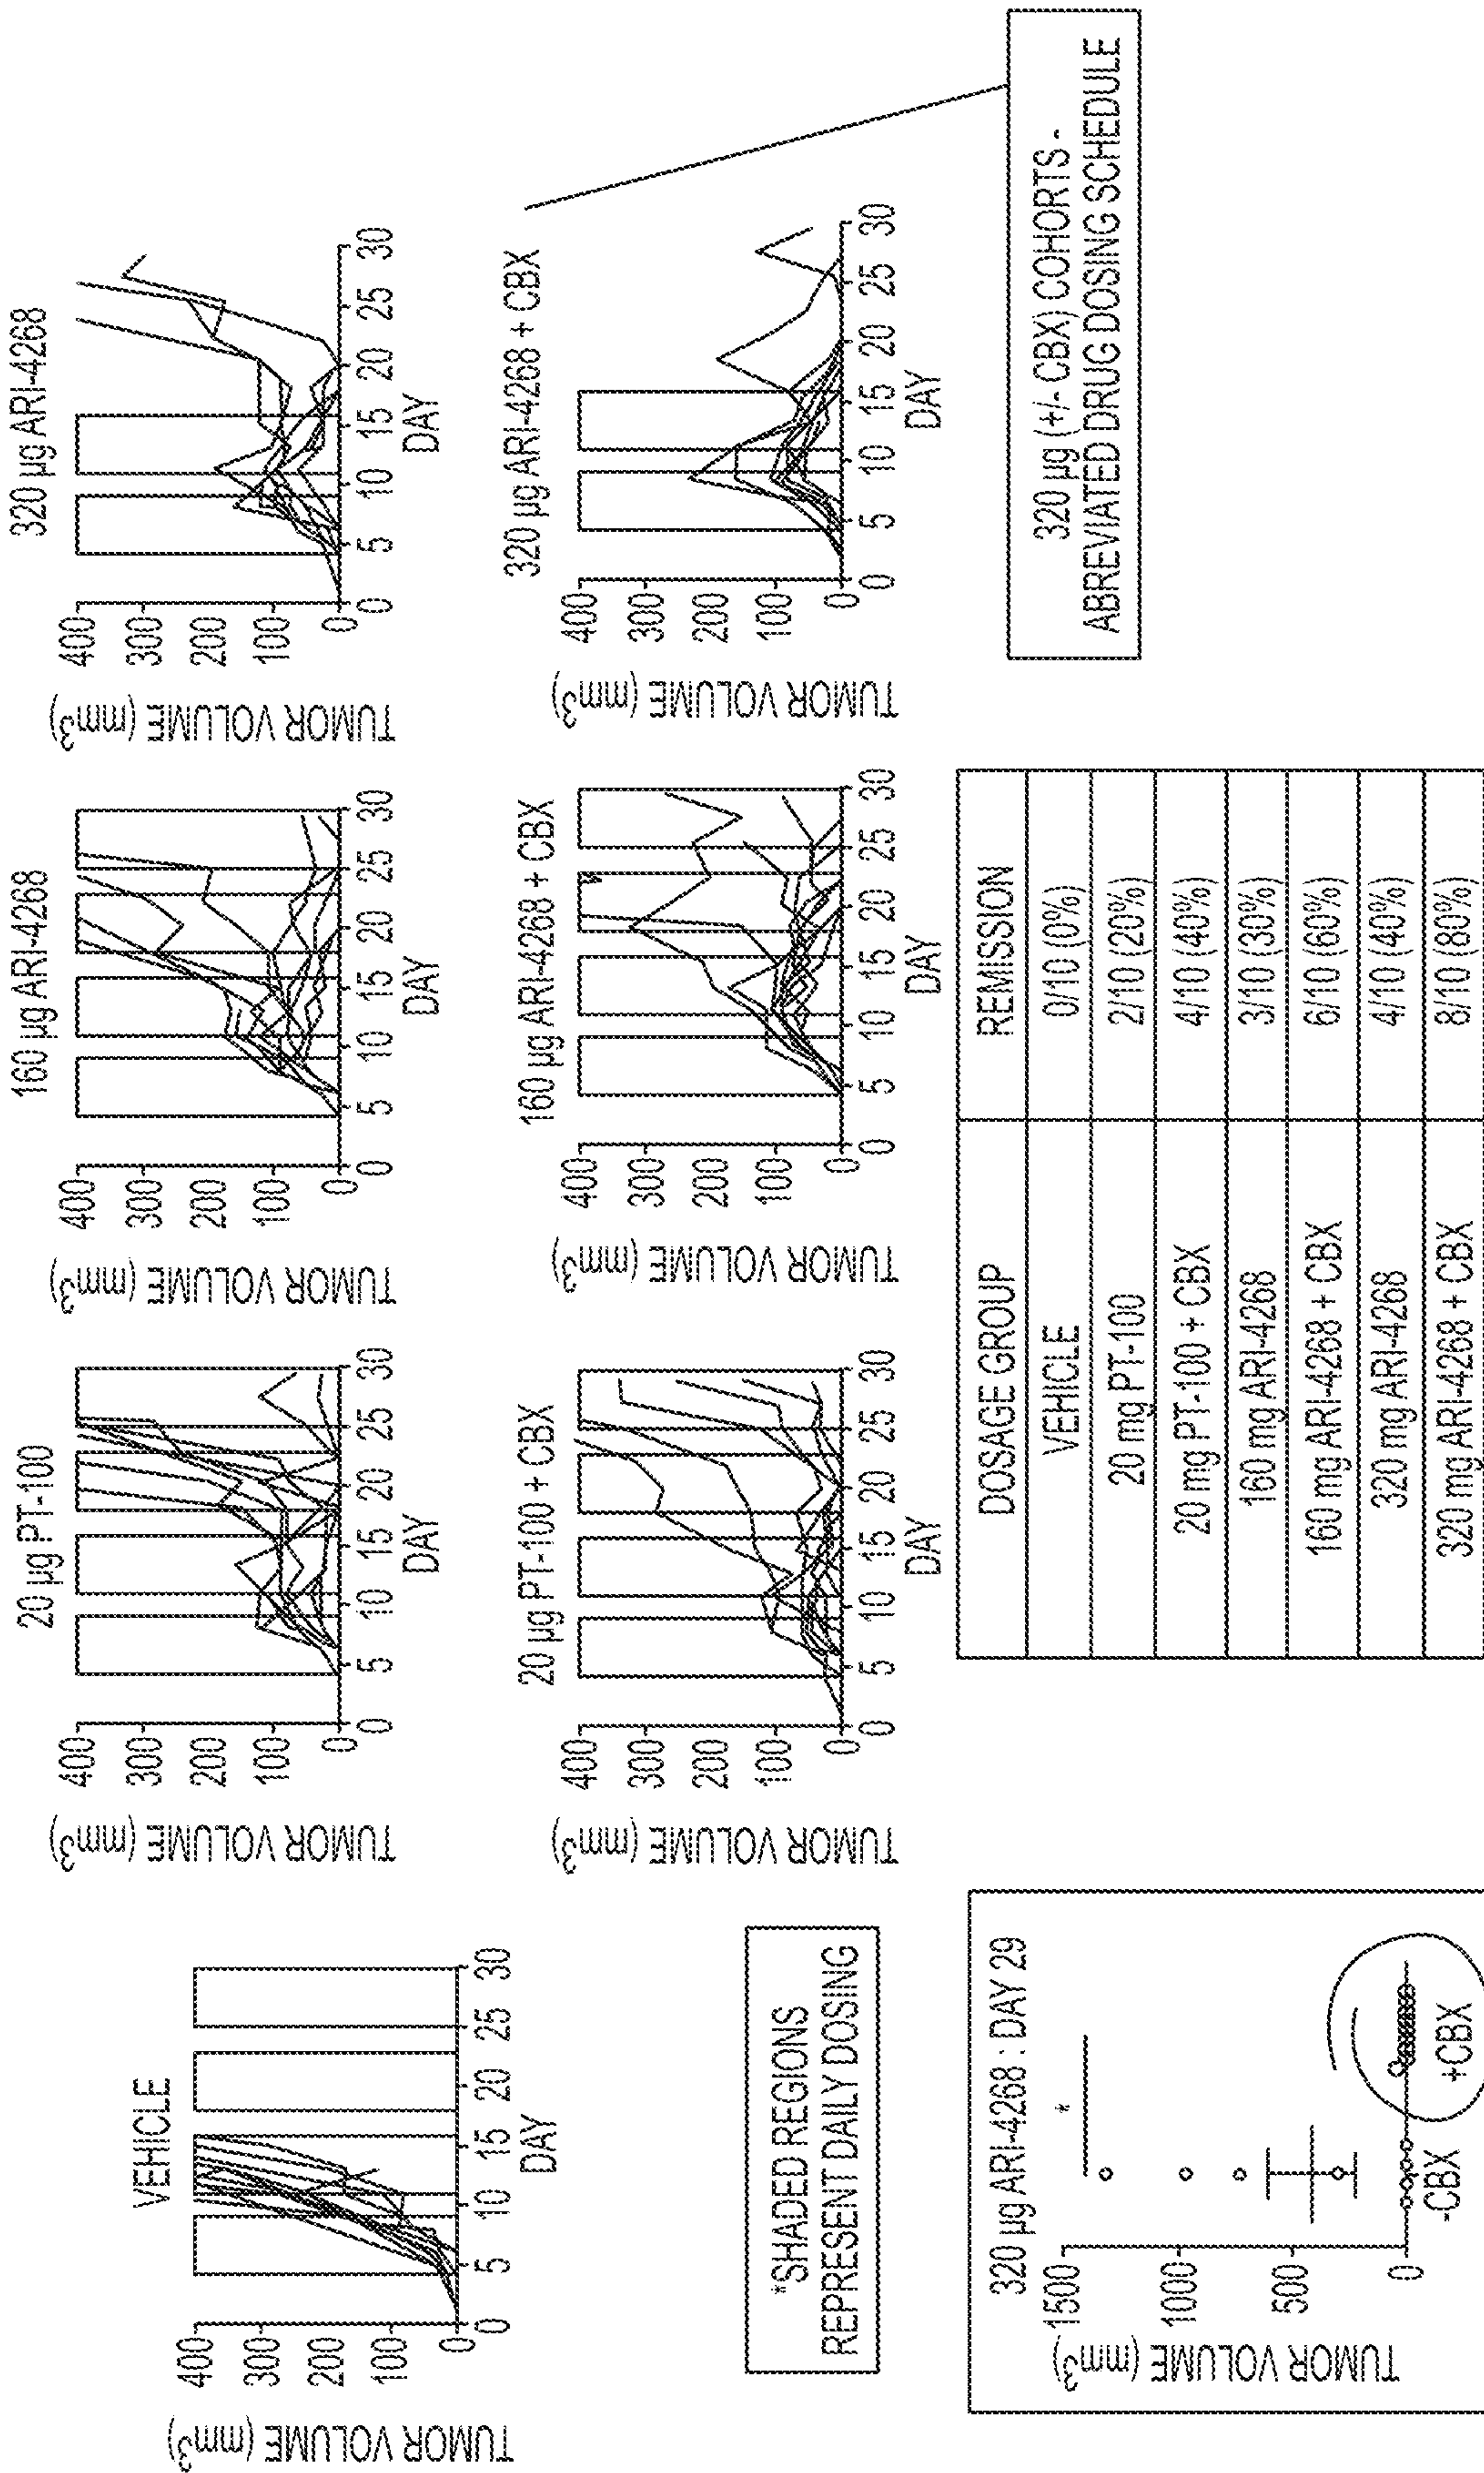 VEHICLE
TUMOR VOLUME (mm³)
400
300
200
100
0
0 5 10 15 20 25 30
DAY
20 µg PT-100
TUMOR VOLUME (mm³)
400
300
200
100
0
0 5 10 15 20 25 30
DAY
160 µg ARI-4268
TUMOR VOLUME (mm³)
400
300
200
100
0
0 5 10 15 20 25 30
DAY
320 µg ARI-4268
TUMOR VOLUME (mm³)
400
300
200
100
0
0 5 10 15 20 25 30
DAY
20 µg PT-100 + CBX
TUMOR VOLUME (mm³)
400
300
200
100
0
0 5 10 15 20 25 30
DAY
160 µg ARI-4268 + CBX
TUMOR VOLUME (mm³)
400
300
200
100
0
0 5 10 15 20 25 30
DAY
320 µg ARI-4268 + CBX
TUMOR VOLUME (mm³)
400
300
200
100
0
0 5 10 15 20 25 30
DAY
*SHADED REGIONS
REPRESENT DAILY DOSING
320 µg ARI-4268 : DAY 29
TUMOR VOLUME (mm³)
1500
1000
500
0
*
-CBX +CBX
DOSAGE GROUP REMISSION
VEHICLE 0/10 (0%)
20 mg PT-100 2/10 (20%)
20 mg PT-100 + CBX 4/10 (40%)
160 mg ARI-4268 3/10 (30%)
160 mg ARI-4268 + CBX 6/10 (60%)
320 mg ARI-4268 4/10 (40%)
320 mg ARI-4268 + CBX 8/10 (80%)
320 µg (+/- CBX) COHORTS -
ABREVIATED DRUG DOSING SCHEDULE